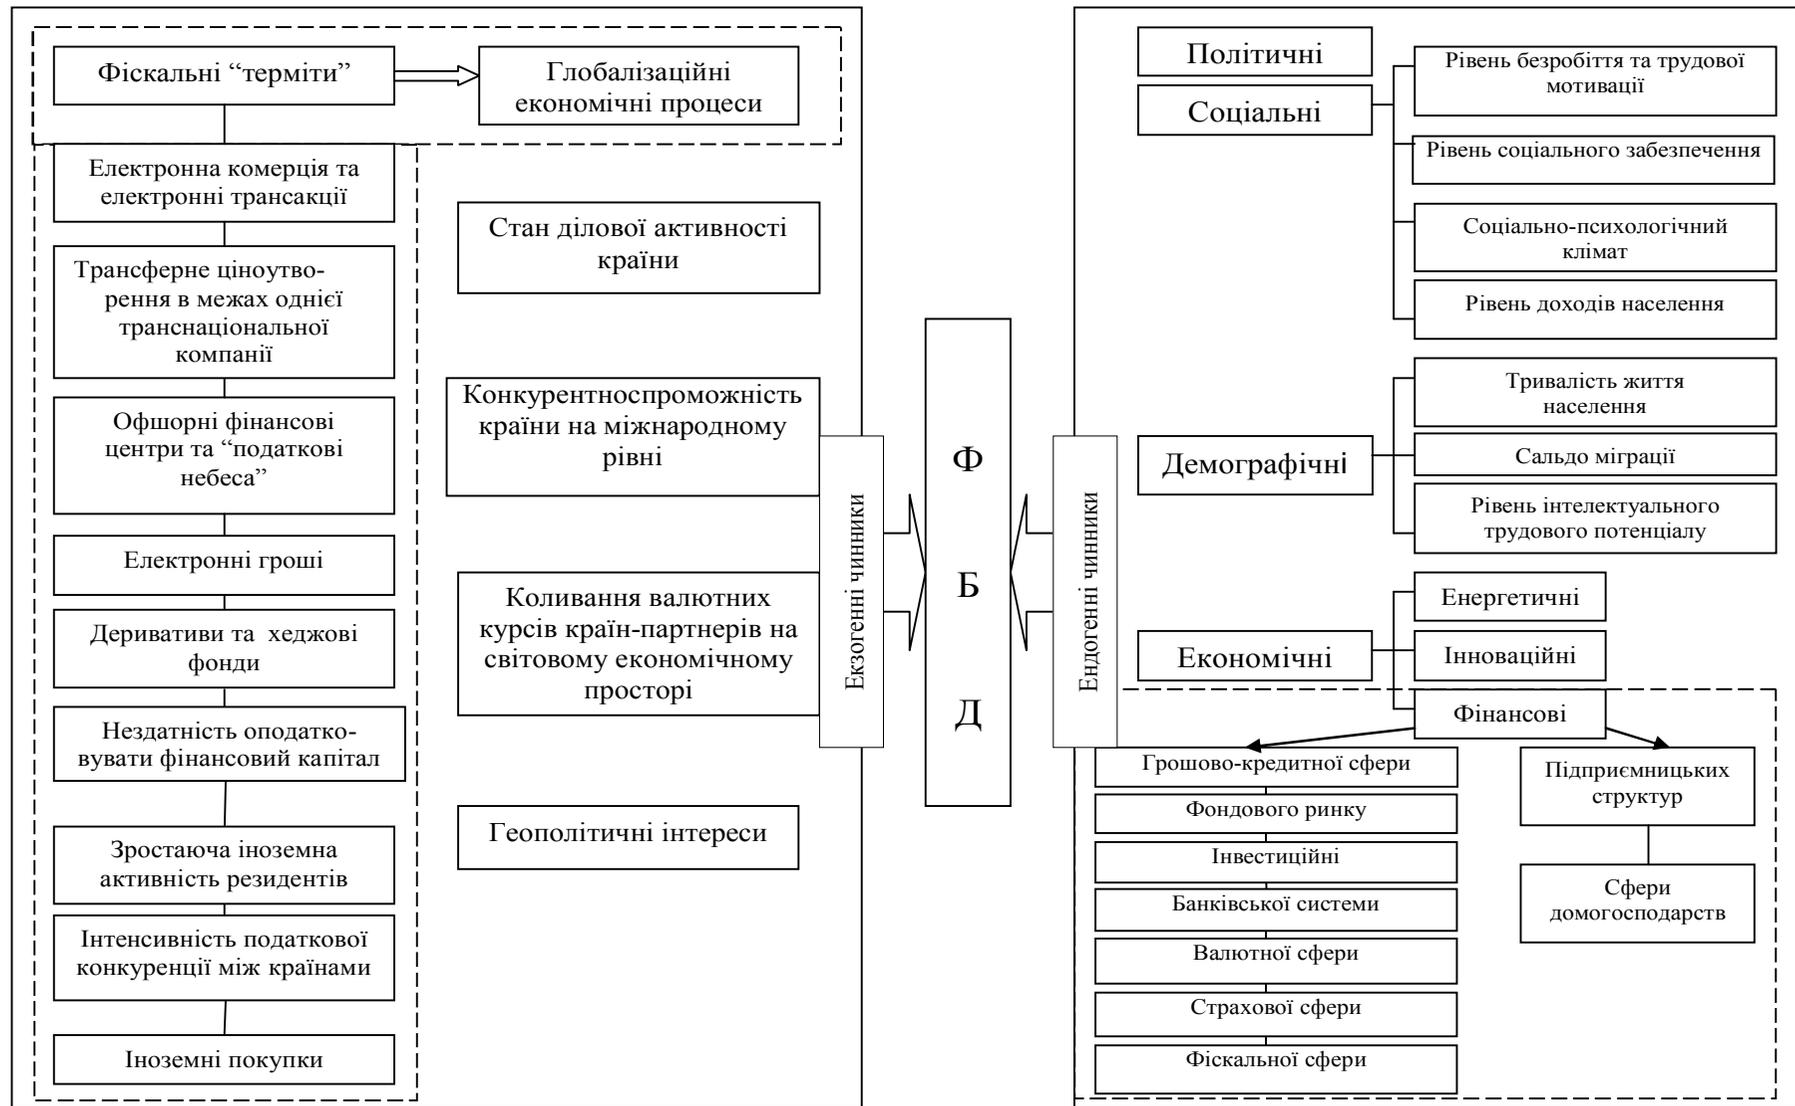 Фіскальні “терміти”
Глобалізаційні
економічні процеси
Електронна комерція та
електронні трансакції
Трансферне ціноутво-
рення в межах однієї
транснаціональної
компанії
Офшорні фінансові
центри та “податкові
небеса”
Електронні гроші
Деривативи та хеджові
фонди
Нездатність оподатко-
вувати фінансовий капітал
Зростаюча іноземна
активність резидентів
Інтенсивність податкової
конкуренції між країнами
Іноземні покупки
Стан ділової активності
країни
Конкурентноспроможність
країни на міжнародному
рівні
Коливання валютних
курсів країн-партнерів на
світовому економічному
просторі
Геополітичні інтереси
Екзогенні чинники
Ф
Б
Д
Ендогенні чинники
Політичні
Соціальні
Рівень безробіття та трудової
мотивації
Рівень соціального забезпечення
Соціально-психологічний
клімат
Рівень доходів населення
Демографічні
Тривалість життя
населення
Сальдо міграції
Рівень інтелектуального
трудового потенціалу
Економічні
Енергетичні
Інноваційні
Фінансові
Грошово-кредитної сфери
Фондового ринку
Інвестиційні
Банківської системи
Валютної сфери
Страхової сфери
Фіскальної сфери
Підприємницьких
структур
Сфери
домогосподарств